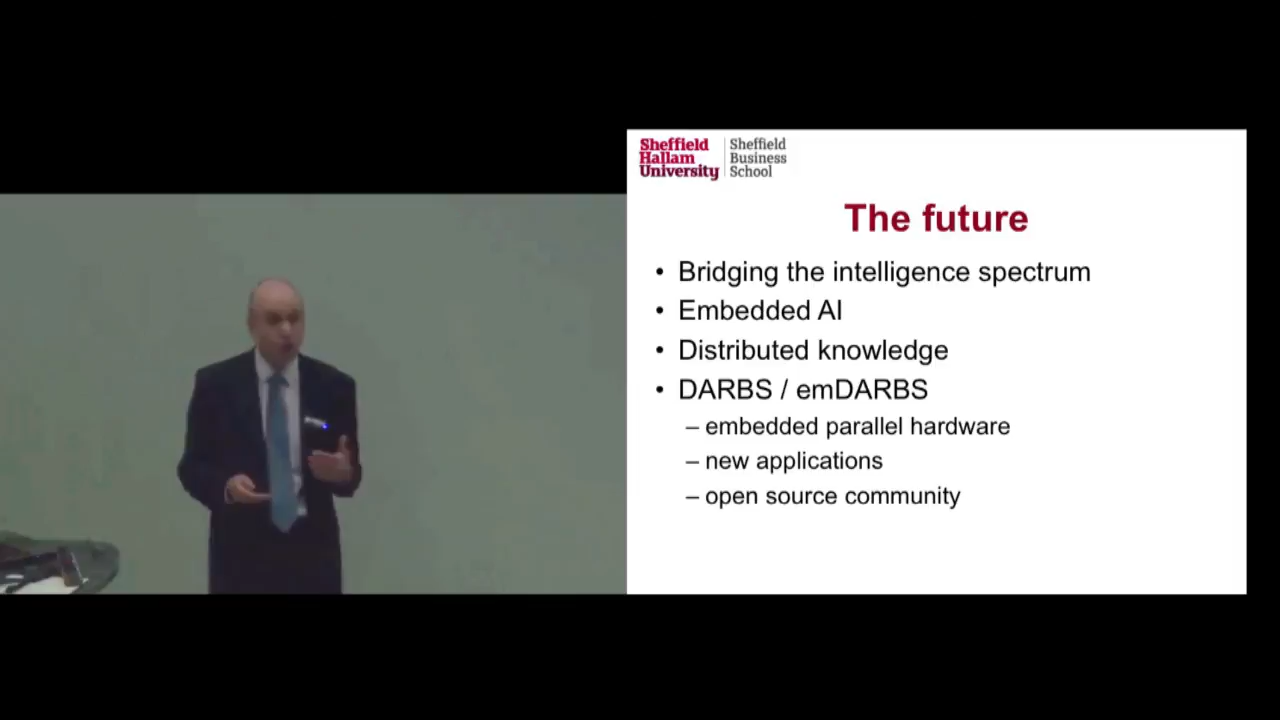 Sheffield
Hallam
University
Sheffield
Business
School
The future
• Bridging the intelligence spectrum
• Embedded AI
• Distributed knowledge
• DARBS / emDARBS
– embedded parallel hardware
– new applications
– open source community